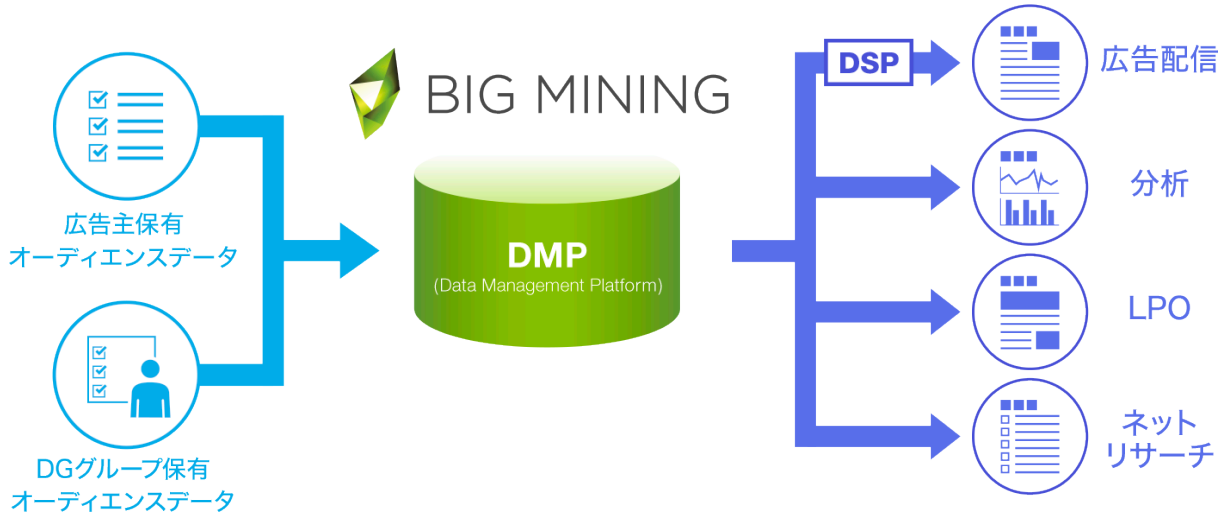 広告主保有
オーディエンスデータ
DGグループ保有
オーディエンスデータ
BIG MINING
DMP
(Data Management Platform)
DSP
広告配信
分析
LPO
ネット
リサーチ